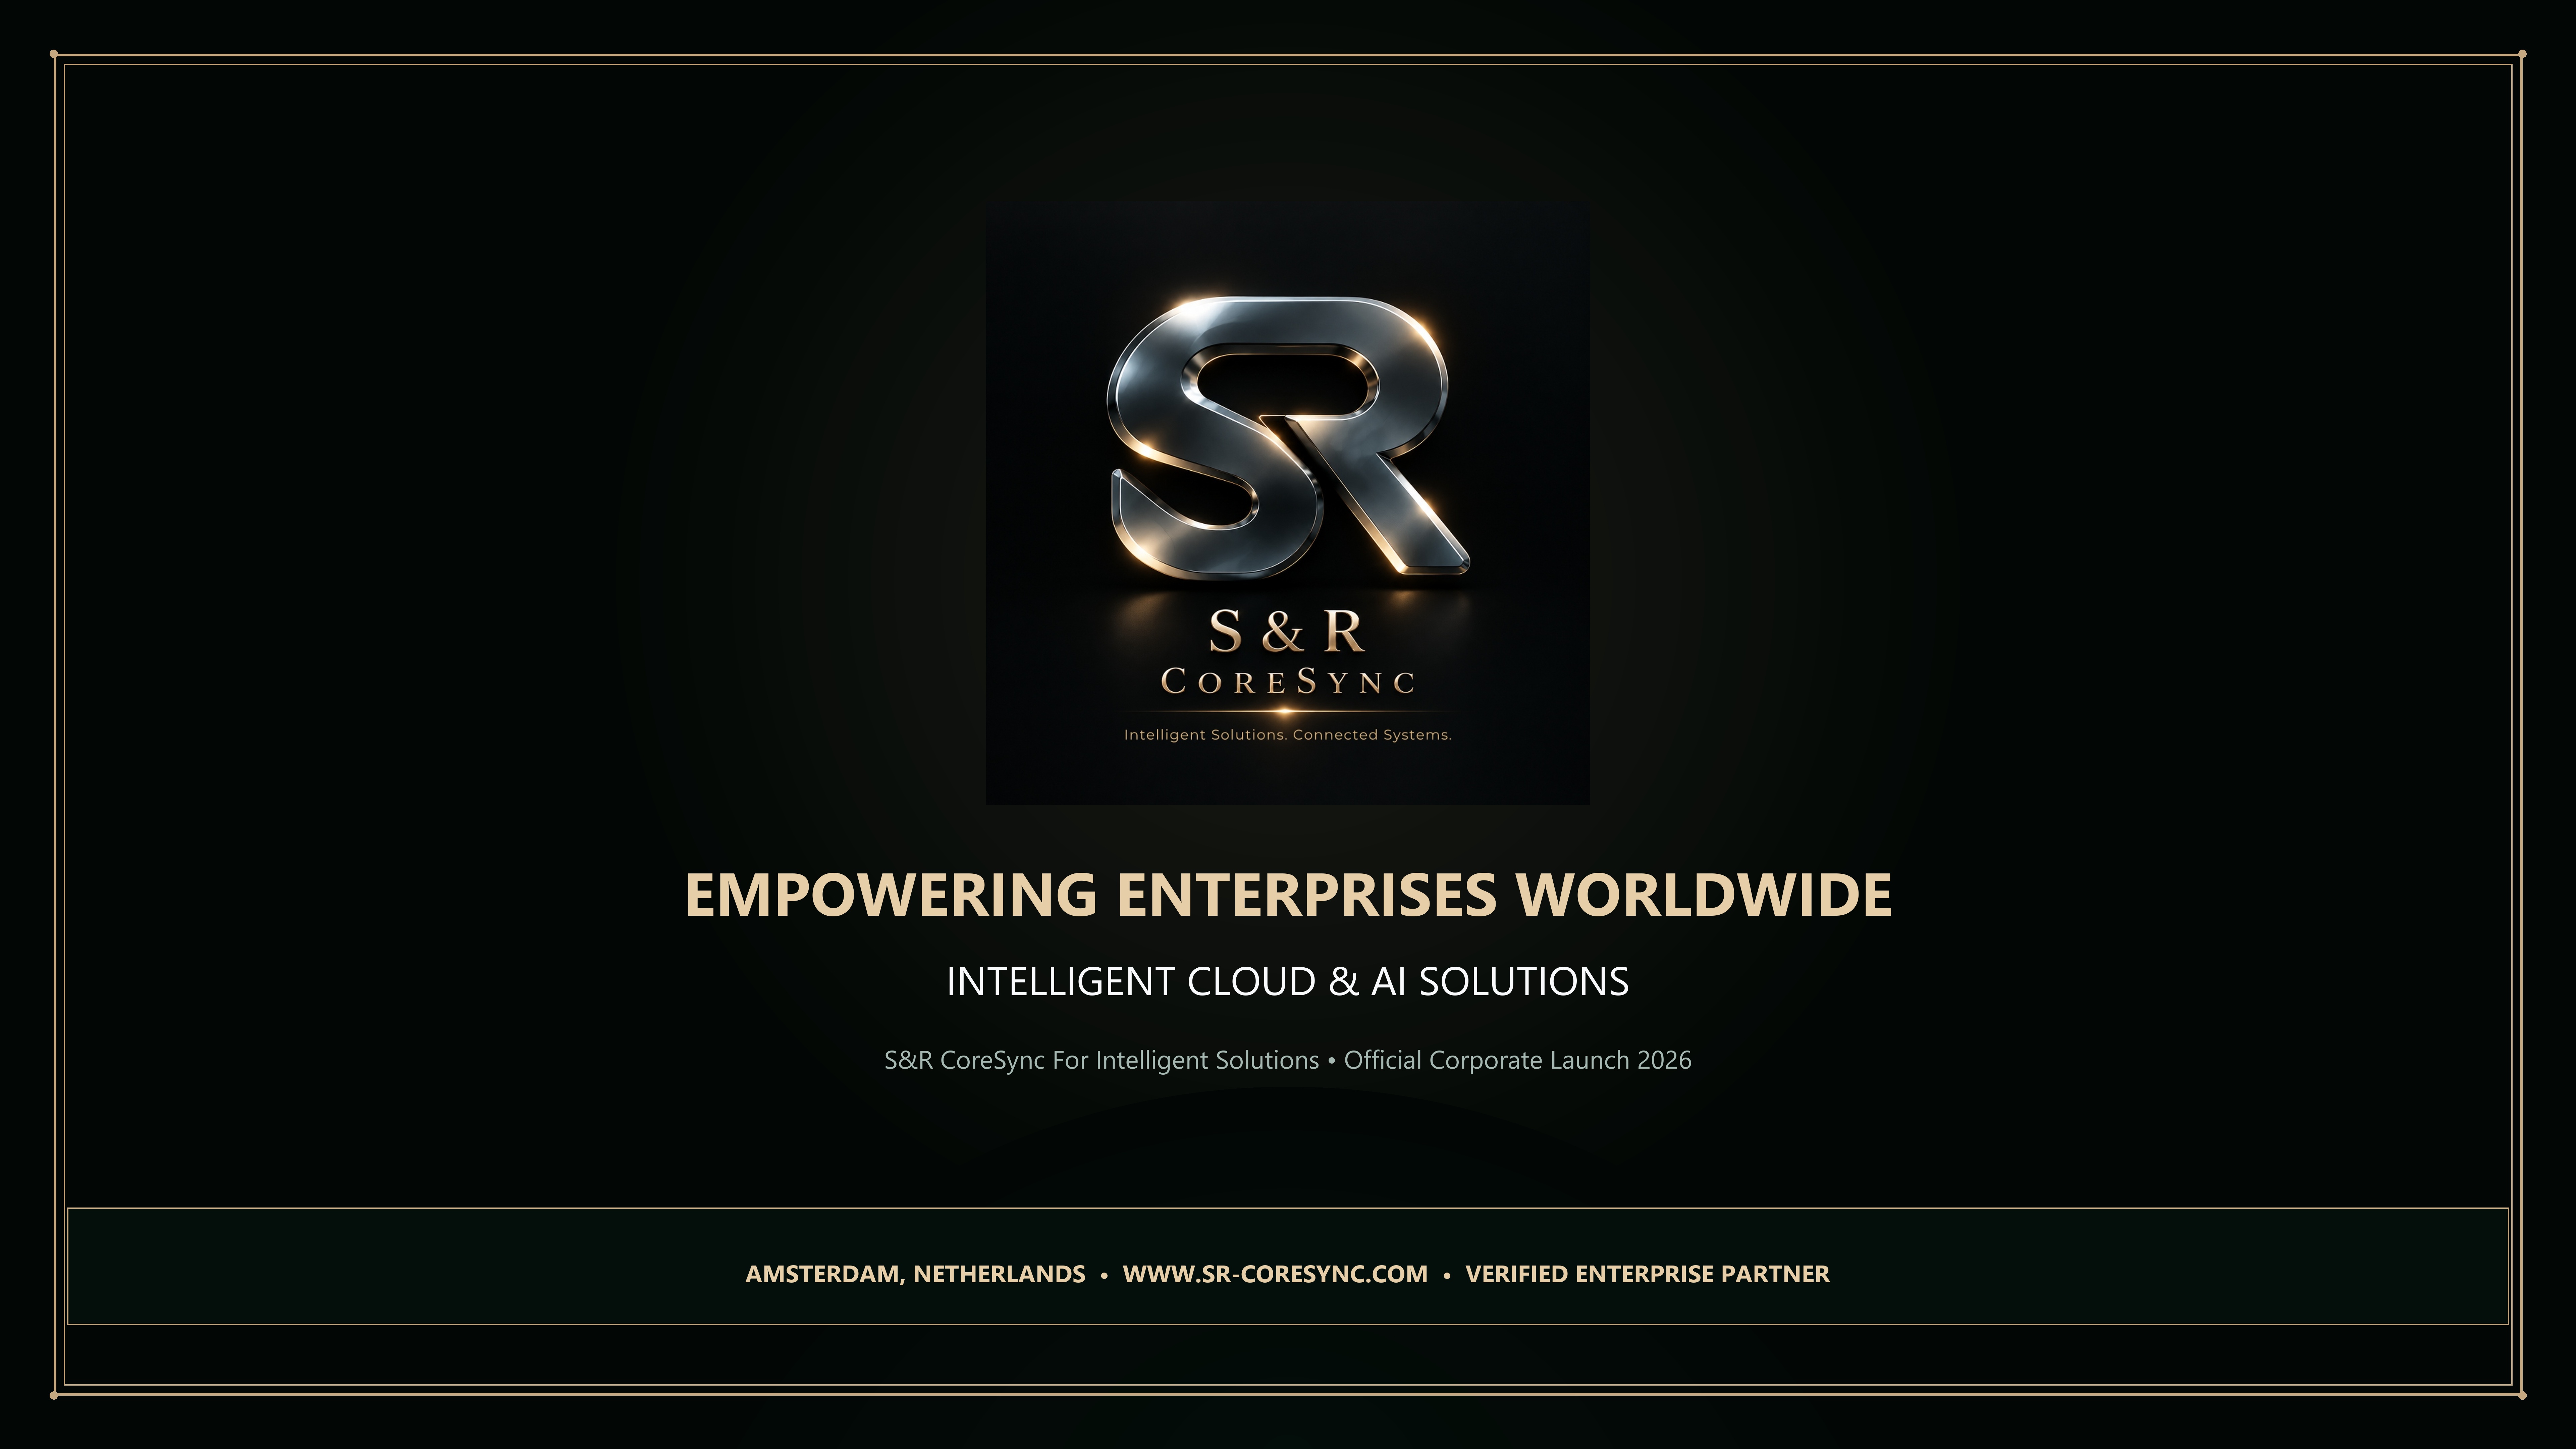 SR
S & R
CORESYNC
Intelligent Solutions. Connected Systems.
EMPOWERING ENTERPRISES WORLDWIDE
INTELLIGENT CLOUD & AI SOLUTIONS
S&R CoreSync For Intelligent Solutions • Official Corporate Launch 2026
AMSTERDAM, NETHERLANDS • WWW.SR-CORESYNC.COM • VERIFIED ENTERPRISE PARTNER